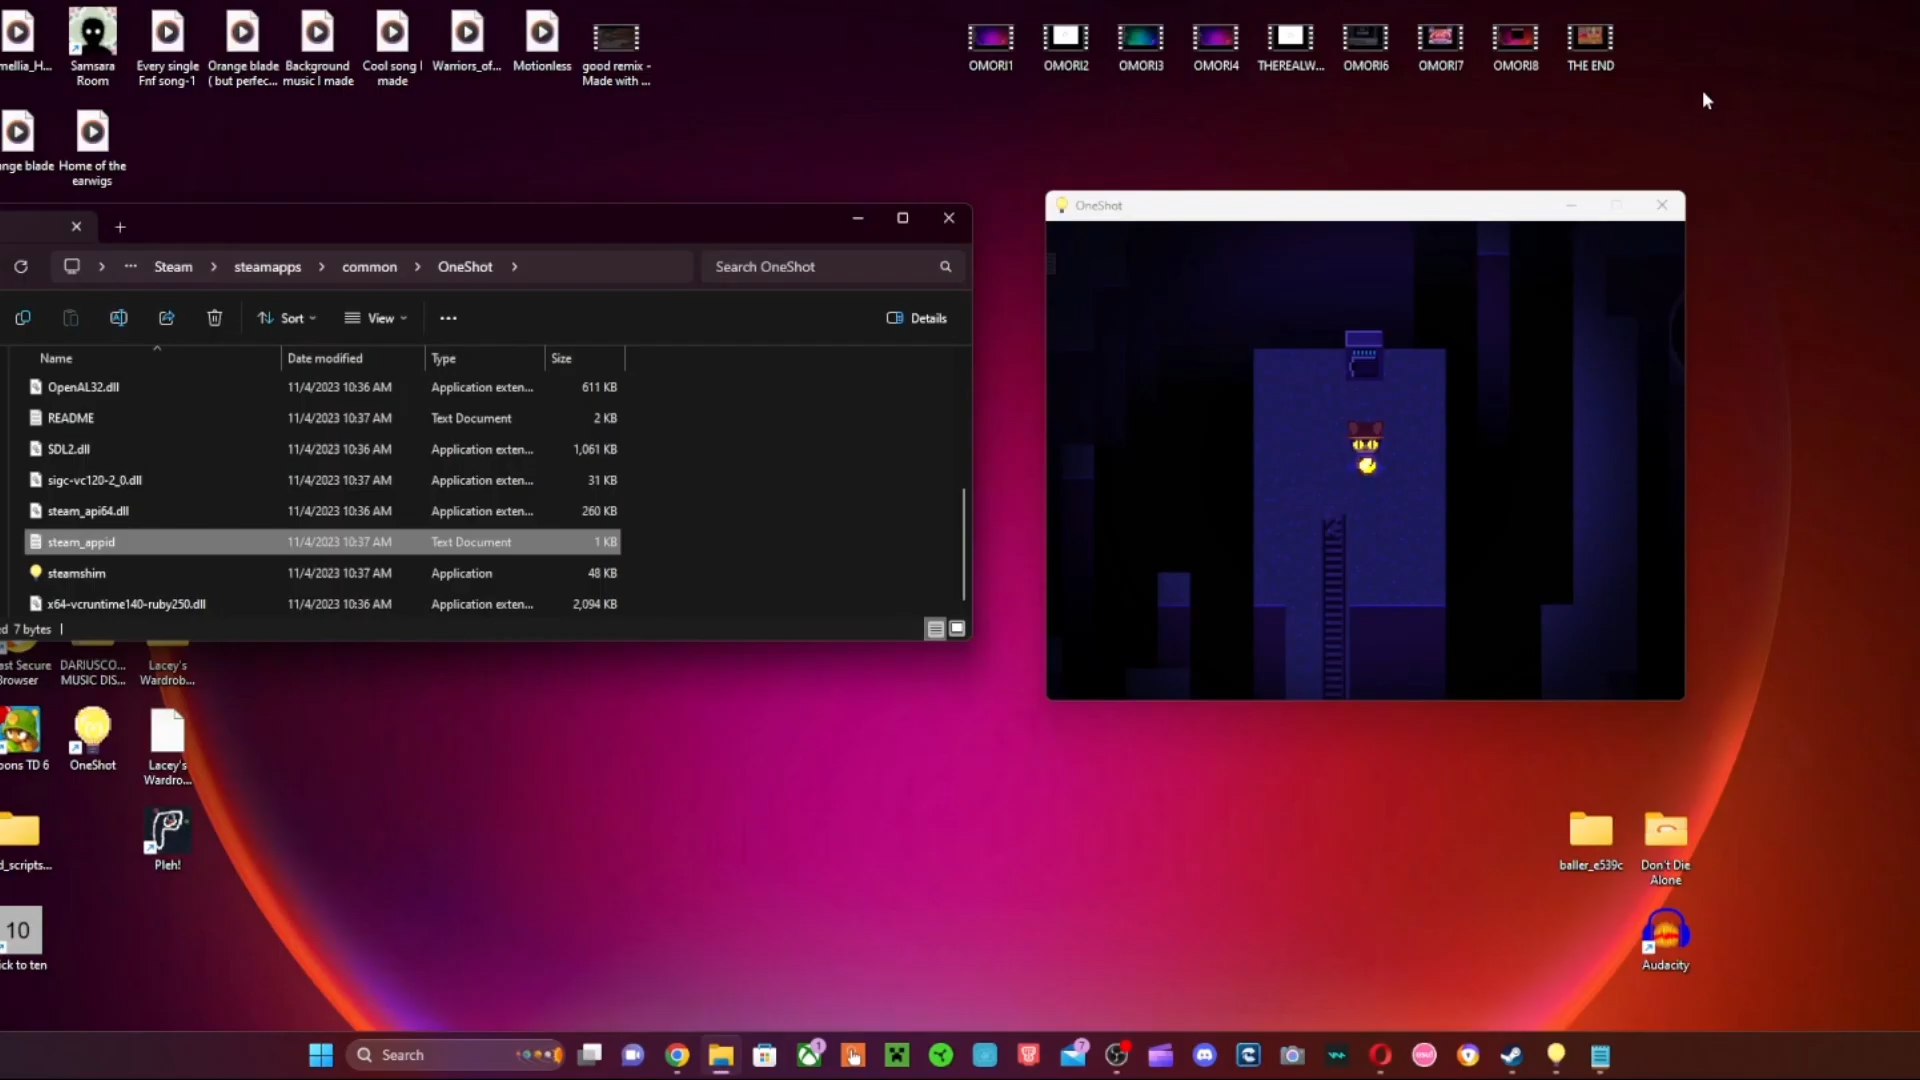 mellia_H...
Samsara
Room
Every single
Fnf song-1
Orange blade
( but perfec...
Background
music I made
Cool song I
made
Warriors_of...
Motionless
good remix -
Made with ...
OMORI1
OMORI2
OMORI3
OMORI4
THEREALW...
OMORI6
OMORI7
OMORI8
THE END
nge blade
Home of the
earwigs
Steam
steamapps
common
OneShot
Search OneShot
Sort
View
Details
Name
Date modified
Type
Size
OpenAL32.dll 11/4/2023 10:36 AM Application exten... 611 KB
README 11/4/2023 10:37 AM Text Document 2 KB
SDL2.dll 11/4/2023 10:36 AM Application exten... 1,061 KB
sigc-vc120-2_0.dll 11/4/2023 10:37 AM Application exten... 31 KB
steam_api64.dll 11/4/2023 10:36 AM Application exten... 260 KB
steam_appid 11/4/2023 10:37 AM Text Document 1 KB
steamshim 11/4/2023 10:37 AM Application 48 KB
x64-vcruntime140-ruby250.dll 11/4/2023 10:36 AM Application exten... 2,094 KB
ed 7 bytes
OneShot
ast Secure
Browser
DARIUSCO...
MUSIC DIS...
Lacey's
Wardrob...
oons TD 6
OneShot
Lacey's
Wardro...
d_scripts...
Pleh!
10
ick to ten
baller_e539c
Don't Die
Alone
Audacity
Search
1
7
osu!